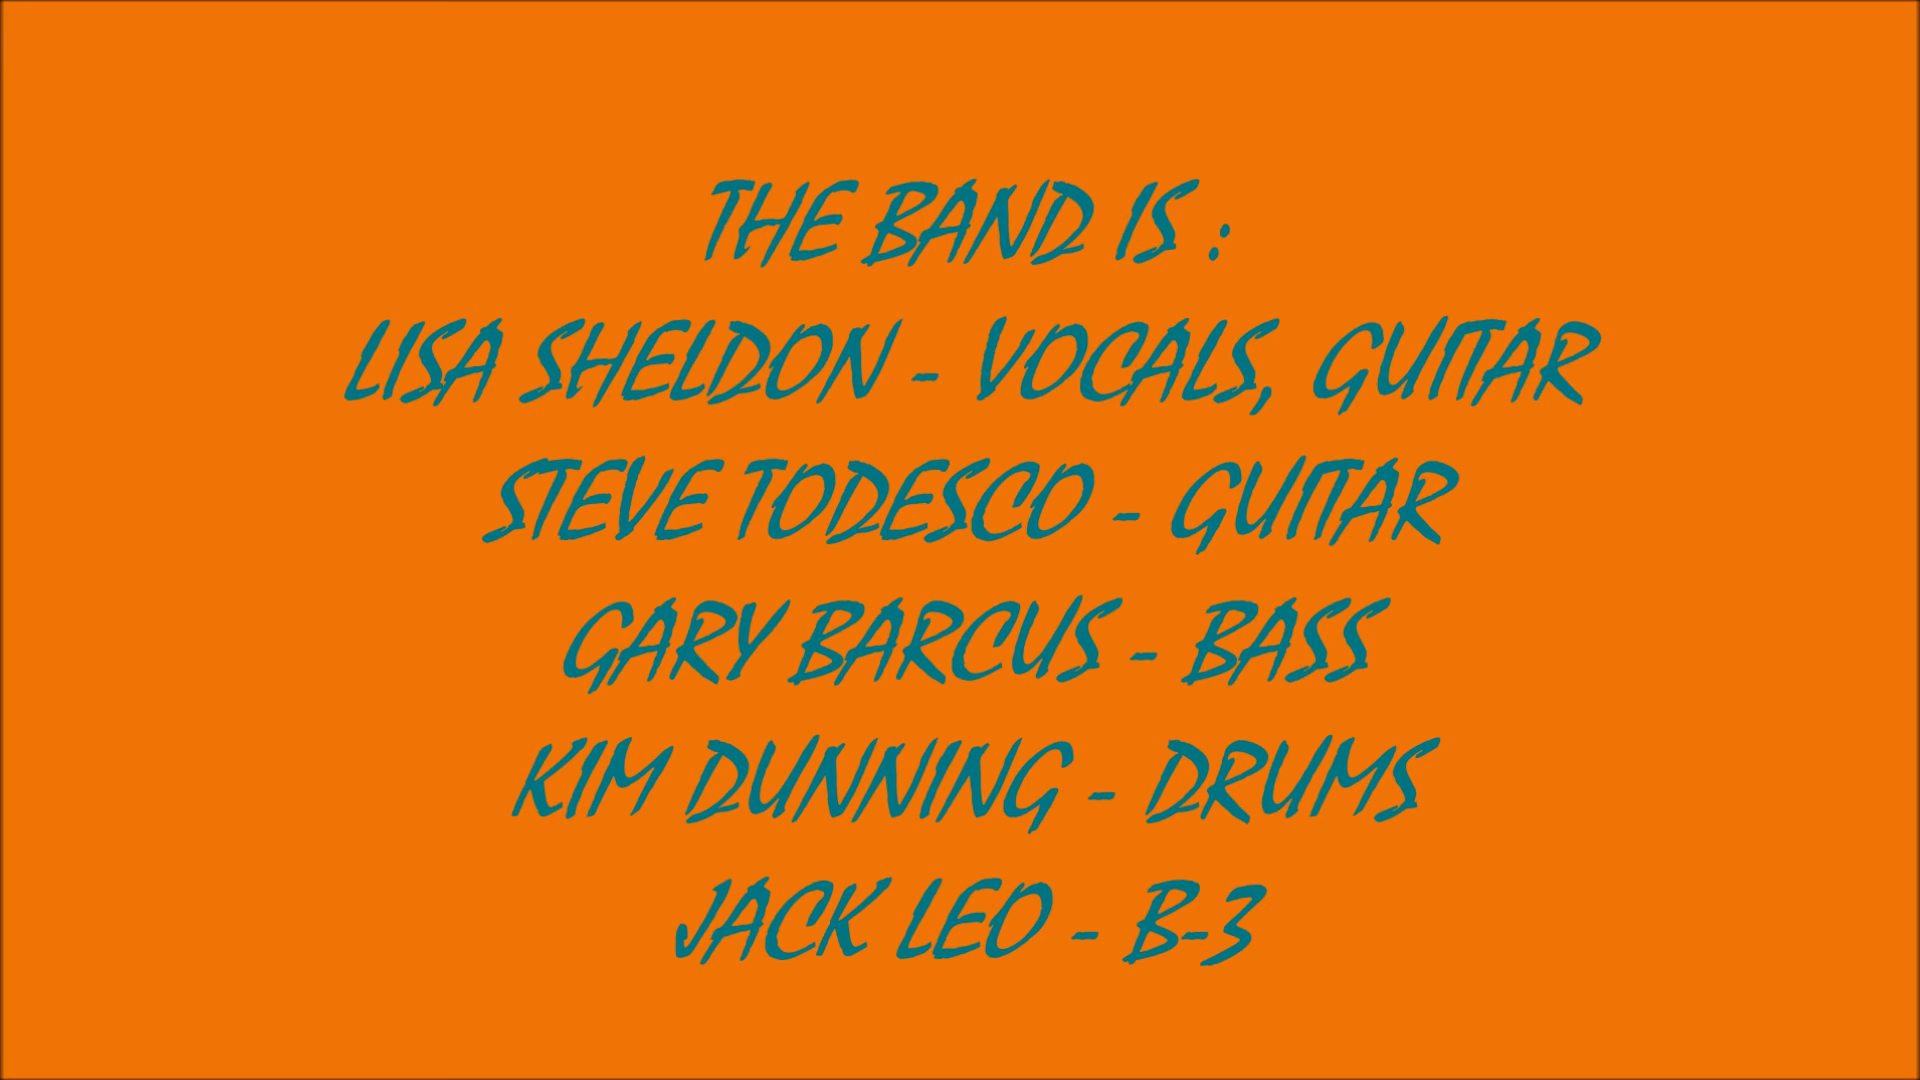 THE BAND IS :
LISA SHELDON - VOCALS, GUITAR
STEVE TODESCO - GUITAR
GARY BARCUS - BASS
KIM DUNNING - DRUMS
JACK LEO - B-3